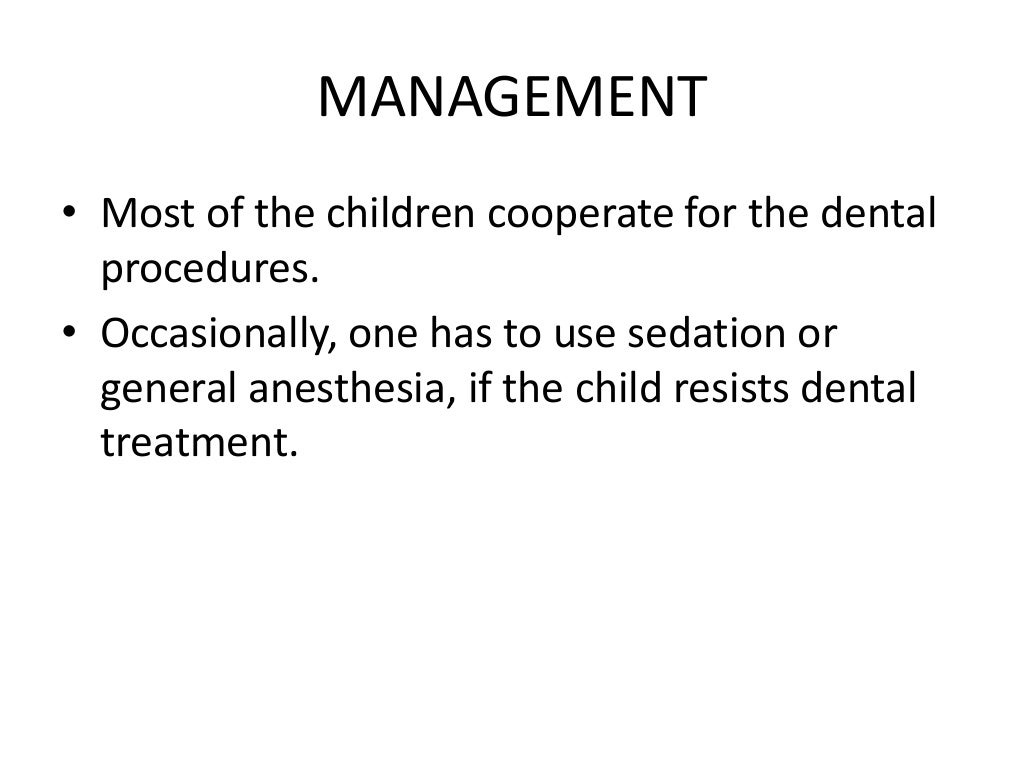 MANAGEMENT
• Most of the children cooperate for the dental
procedures.
• Occasionally, one has to use sedation or
general anesthesia, if the child resists dental
treatment.